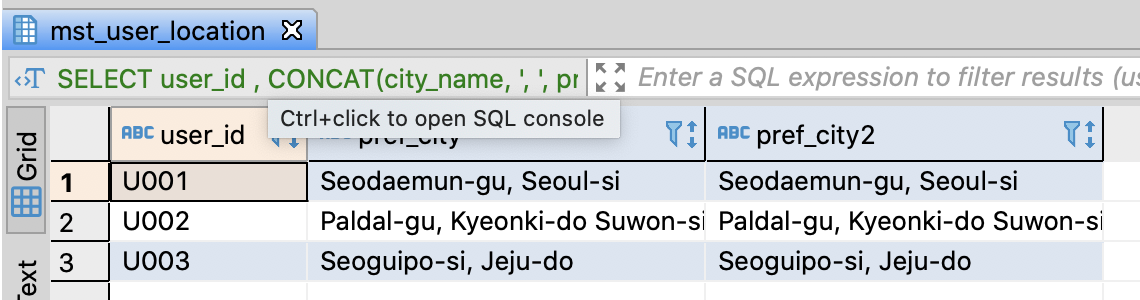 mst_user_location
SELECT user_id , CONCAT(city_name, ', ', pr
Enter a SQL expression to filter results (us
Ctrl+click to open SQL console
Grid
Text
ABC user_id
ABC pref_city
ABC pref_city2
1 U001 Seodaemun-gu, Seoul-si Seodaemun-gu, Seoul-si
2 U002 Paldal-gu, Kyeonki-do Suwon-si Paldal-gu, Kyeonki-do Suwon-si
3 U003 Seoguipo-si, Jeju-do Seoguipo-si, Jeju-do